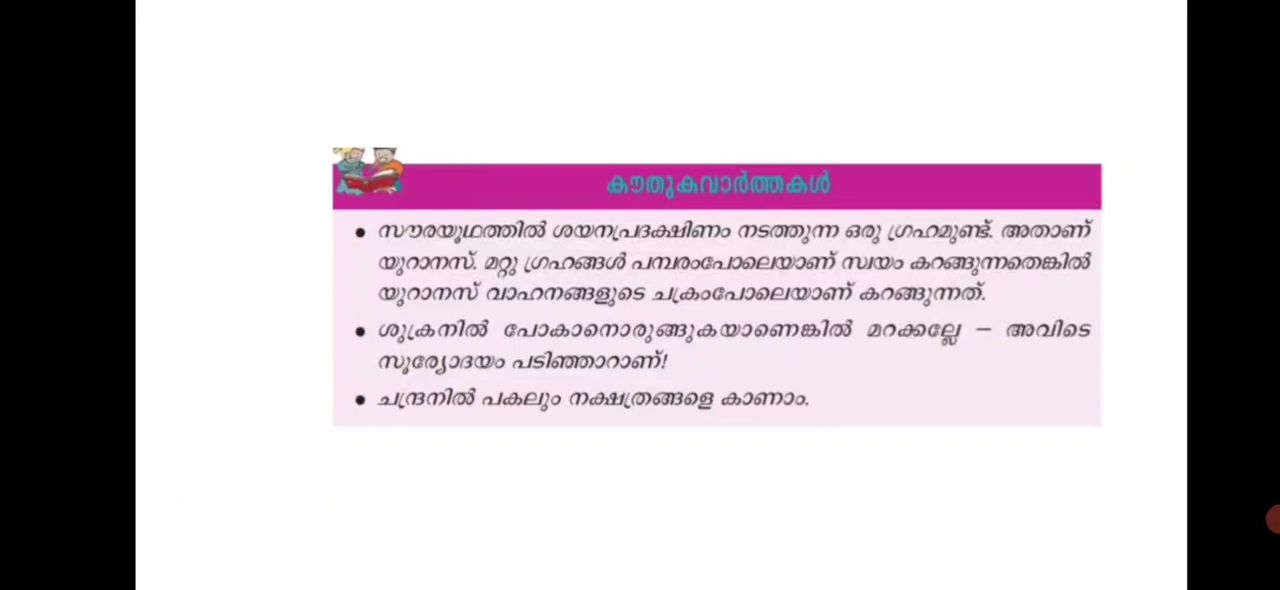 കൗതുകവാർത്തകൾ
• സൗരയൂഥത്തിൽ ശയനപ്രദക്ഷിണം നടത്തുന്ന ഒരു ഗ്രഹമുണ്ട്. അതാണ്
യുറാനസ്. മറ്റു ഗ്രഹങ്ങൾ പമ്പരംപോലെയാണ് സ്വയം കറങ്ങുന്നതെങ്കിൽ
യുറാനസ് വാഹനങ്ങളുടെ ചക്രംപോലെയാണ് കറങ്ങുന്നത്.
• ശുക്രനിൽ പോകാനൊരുങ്ങുകയാണെങ്കിൽ മറക്കല്ലേ – അവിടെ
സൂര്യോദയം പടിഞ്ഞാറാണ്!
• ചന്ദ്രനിൽ പകലും നക്ഷത്രങ്ങളെ കാണാം.